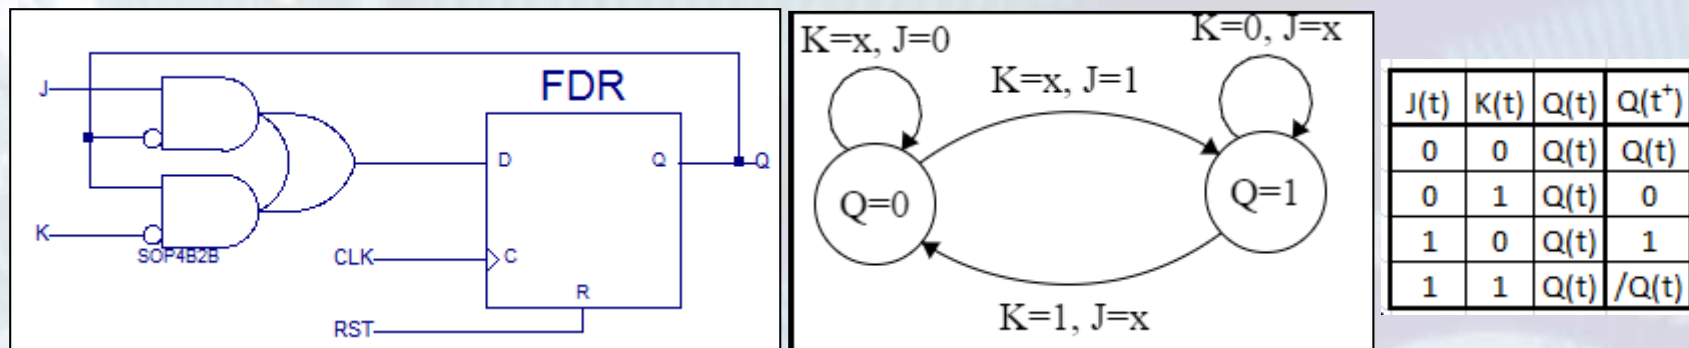 FDR
J
D
Q
Q
K
SOP4B2B
CLK
C
R
RST
K=x, J=0
K=0, J=x
K=x, J=1
Q=0
Q=1
K=1, J=x
J(t) K(t) Q(t) Q(t⁺)
0 0 Q(t) Q(t)
0 1 Q(t) 0
1 0 Q(t) 1
1 1 Q(t) /Q(t)